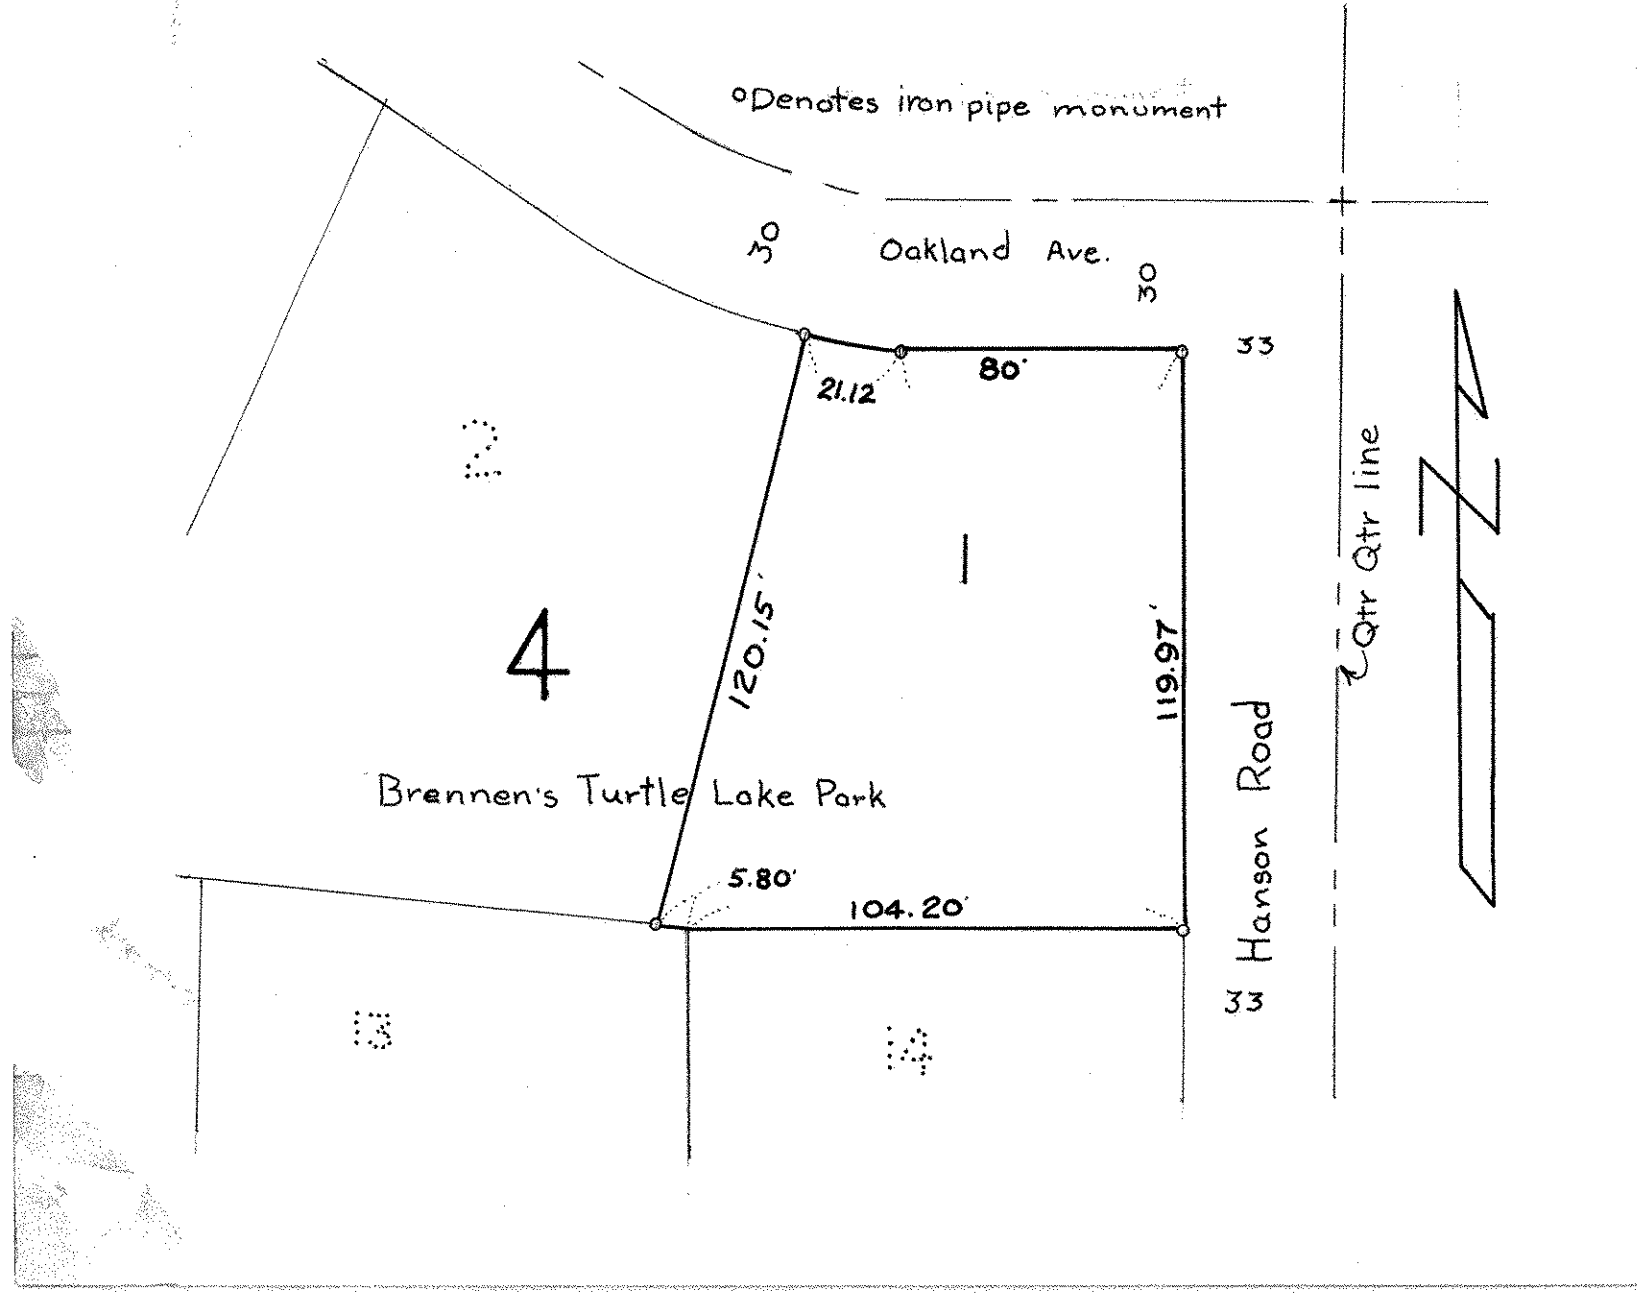 Denotes iron pipe monument
30
Oakland Ave.
30
33
80'
21.12
2
1
Qtr Qtr line
N
120.15'
119.97'
4
Hanson Road
Brennen's Turtle Lake Park
5.80'
104.20'
33
13
14